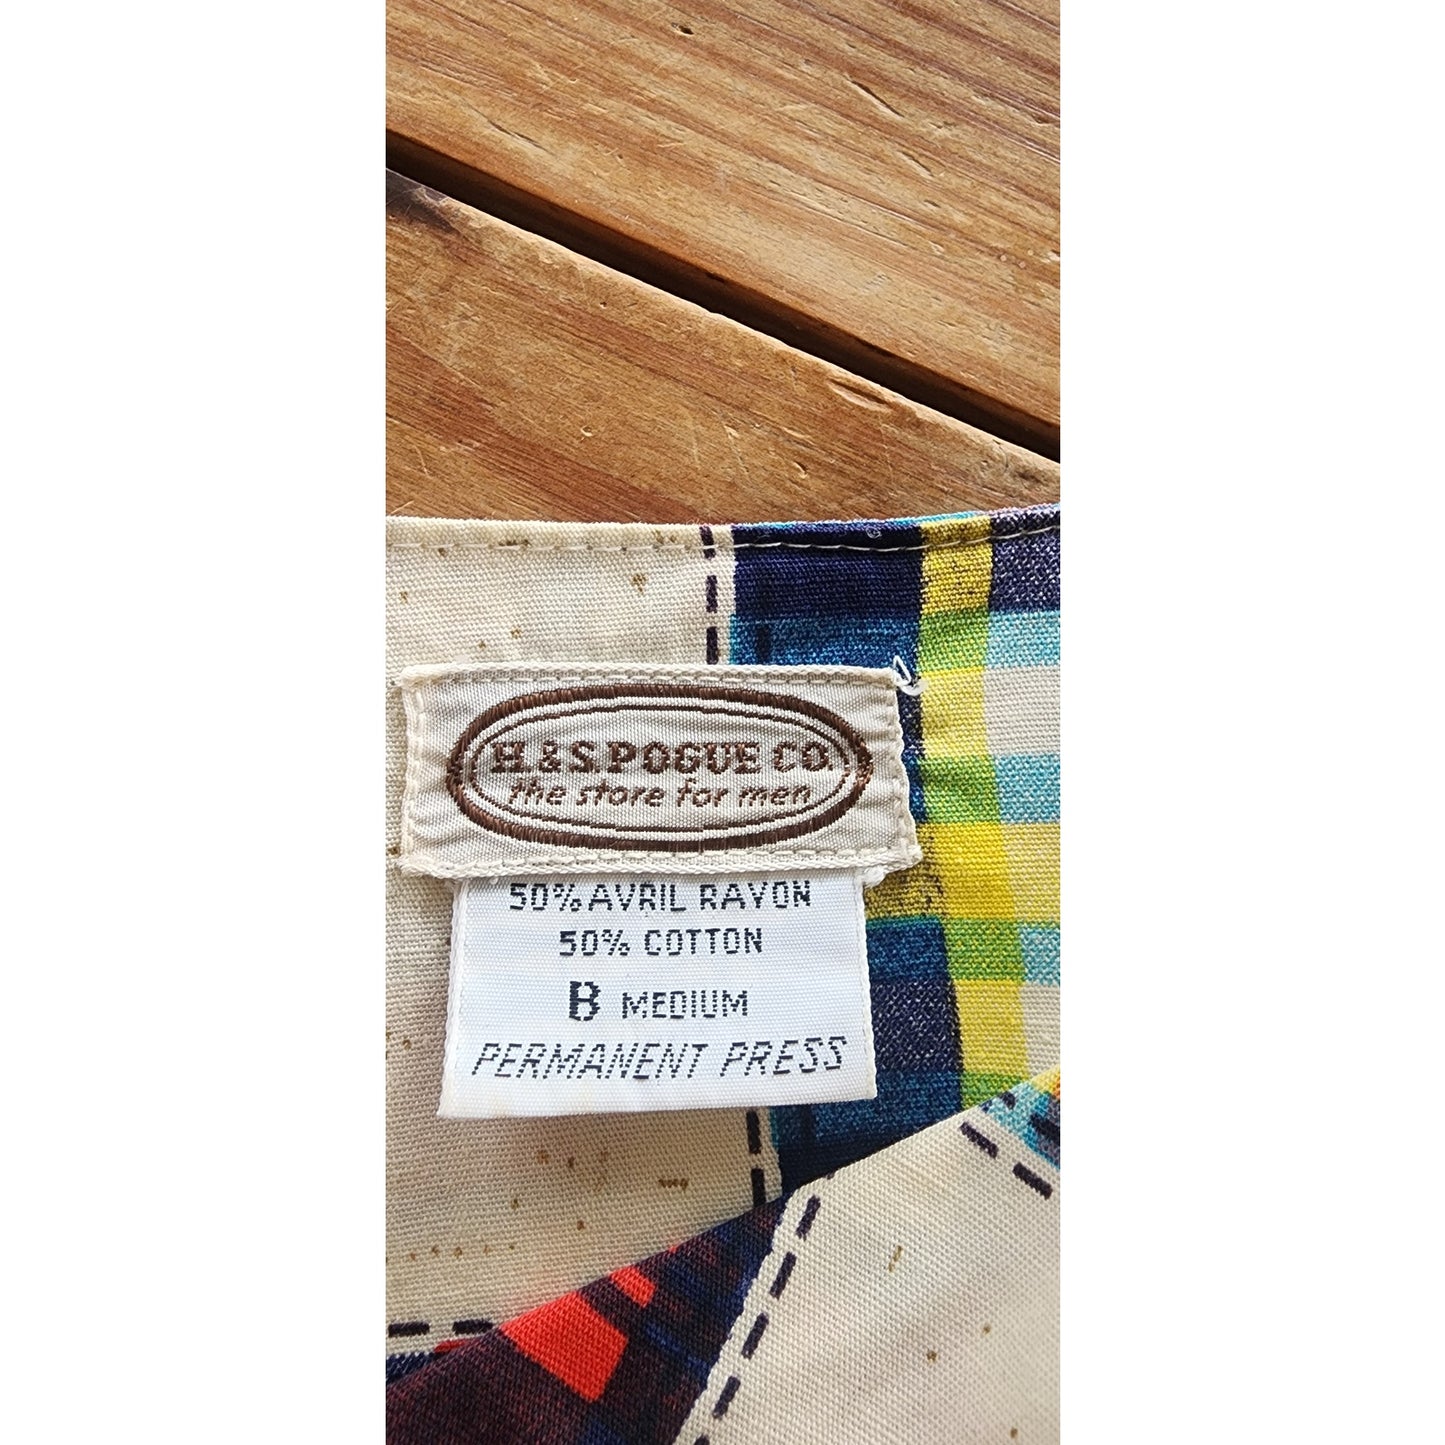 H.&S.POGUE CO.
the store for men
50% AVRIL RAYON
50% COTTON
B MEDIUM
PERMANENT PRESS